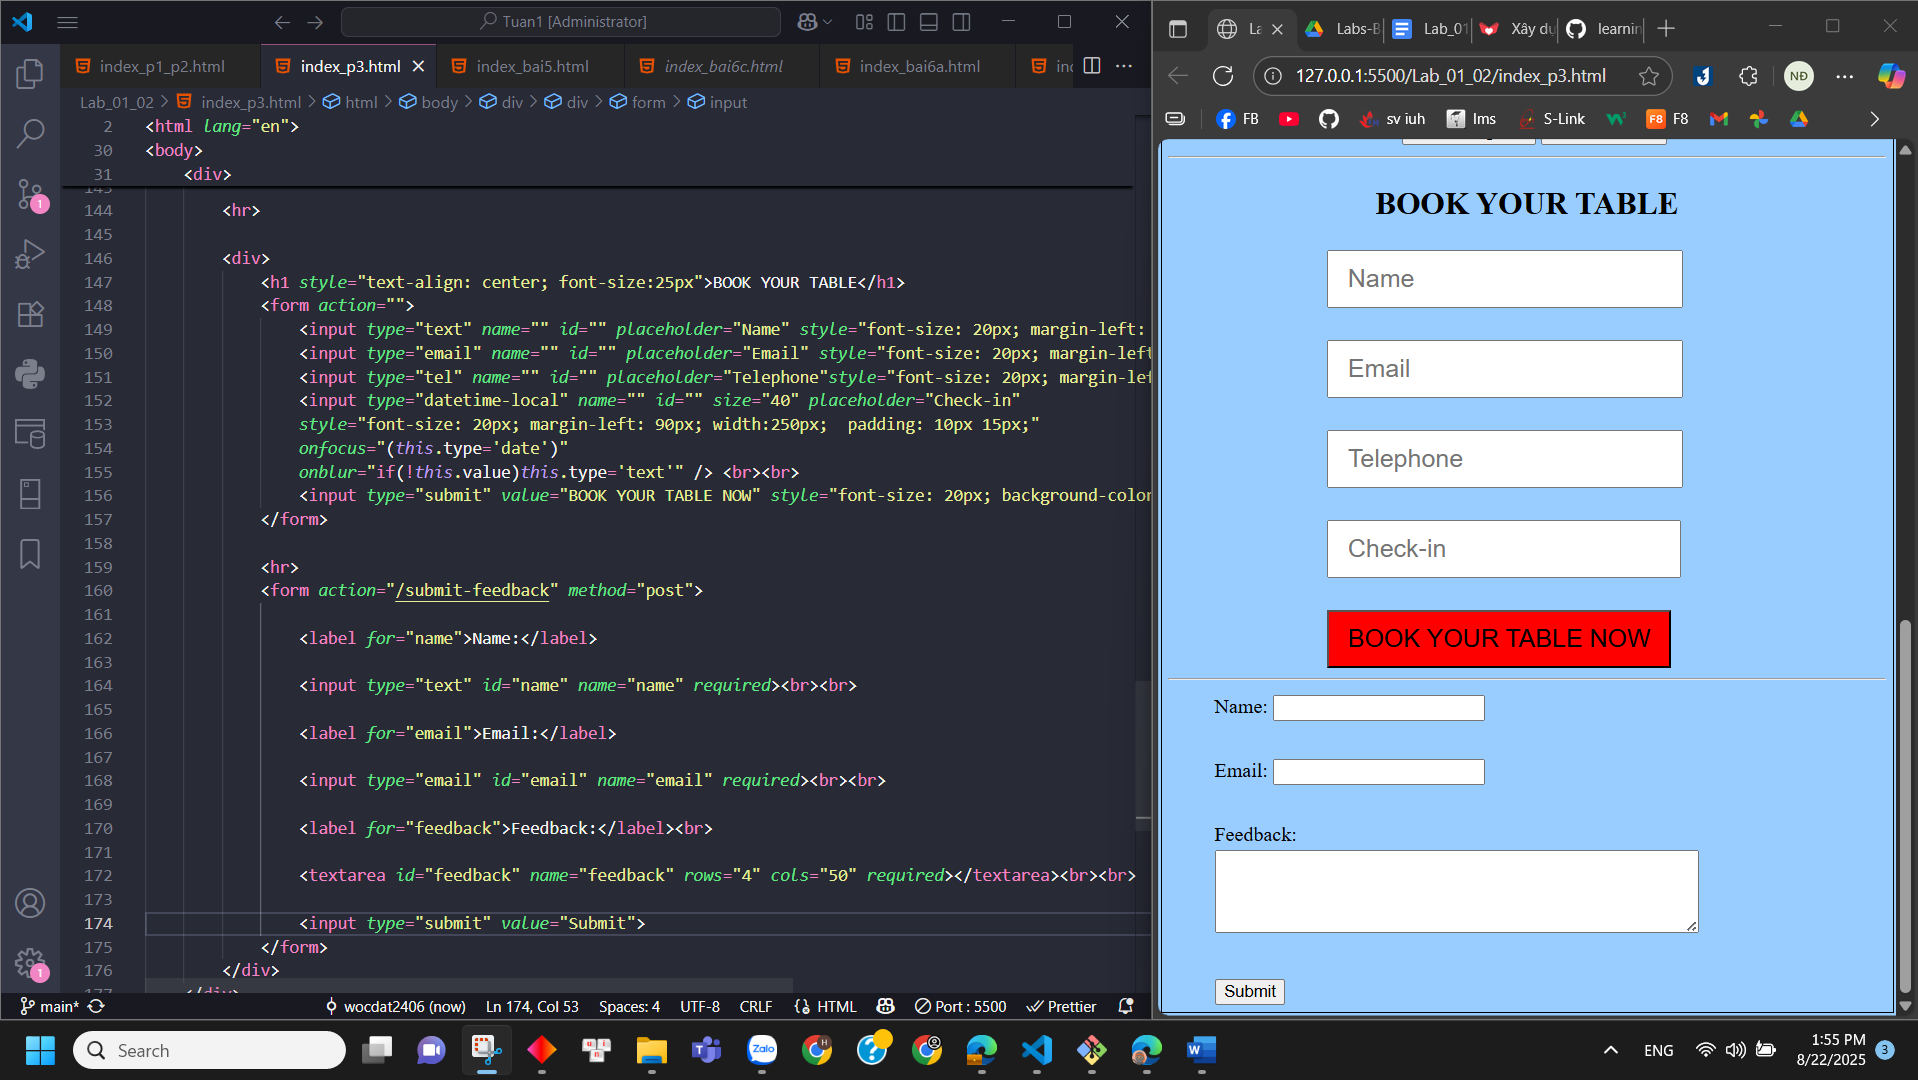 Tuan1 [Administrator]
index_p1_p2.html
index_p3.html
index_bai5.html
index_bai6c.html
index_bai6a.html
Lab_01_02 > index_p3.html > html > body > div > div > form > input
2 <html lang="en">
30 <body>
31 <div>
144 <hr>
145
146 <div>
147 <h1 style="text-align: center; font-size:25px">BOOK YOUR TABLE</h1>
148 <form action="">
149 <input type="text" name="" id="" placeholder="Name" style="font-size: 20px; margin-left:
150 <input type="email" name="" id="" placeholder="Email" style="font-size: 20px; margin-left
151 <input type="tel" name="" id="" placeholder="Telephone"style="font-size: 20px; margin-lef
152 <input type="datetime-local" name="" id="" size="40" placeholder="Check-in"
153 style="font-size: 20px; margin-left: 90px; width:250px;  padding: 10px 15px;"
154 onfocus="(this.type='date')"
155 onblur="if(!this.value)this.type='text'" /> <br><br>
156 <input type="submit" value="BOOK YOUR TABLE NOW" style="font-size: 20px; background-color
157 </form>
158
159 <hr>
160 <form action="/submit-feedback" method="post">
161
162 <label for="name">Name:</label>
163
164 <input type="text" id="name" name="name" required><br><br>
165
166 <label for="email">Email:</label>
167
168 <input type="email" id="email" name="email" required><br><br>
169
170 <label for="feedback">Feedback:</label><br>
171
172 <textarea id="feedback" name="feedback" rows="4" cols="50" required></textarea><br><br>
173
174 <input type="submit" value="Submit">
175 </form>
176 </div>
177 </div>
1
1
main*
wocdat2406 (now)
Ln 174, Col 53
Spaces: 4
UTF-8
CRLF
HTML
Port : 5500
Prettier
La
Labs-B
Lab_01
Xây dụ
learnin
127.0.0.1:5500/Lab_01_02/index_p3.html
NĐ
FB
sv iuh
lms
S-Link
F8
F8
BOOK YOUR TABLE
Name
Email
Telephone
Check-in
BOOK YOUR TABLE NOW
Name:
Email:
Feedback:
Submit
Search
Zalo
ENG
1:55 PM
8/22/2025
3